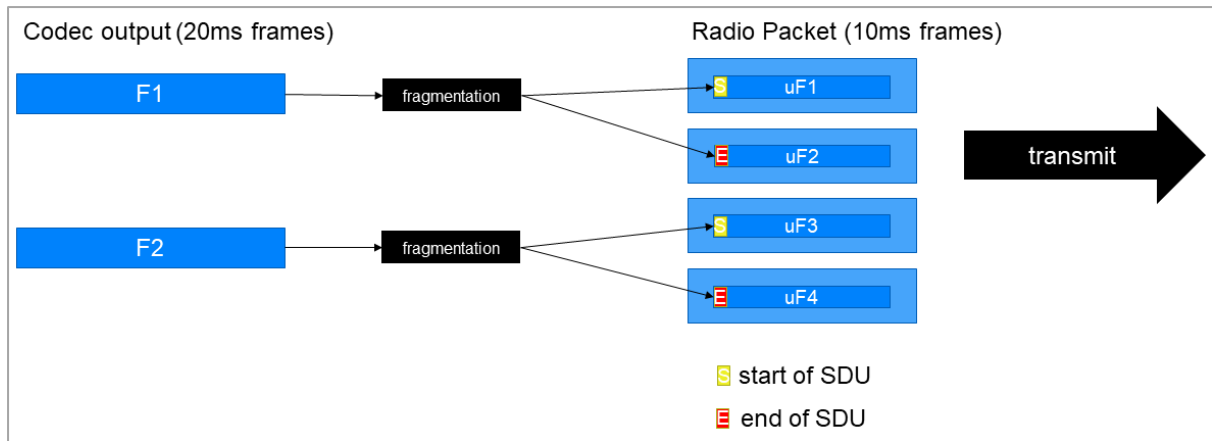 Codec output (20ms frames)
Radio Packet (10ms frames)
F1
fragmentation
S uF1
E uF2
transmit
F2
fragmentation
S uF3
E uF4
S start of SDU
E end of SDU